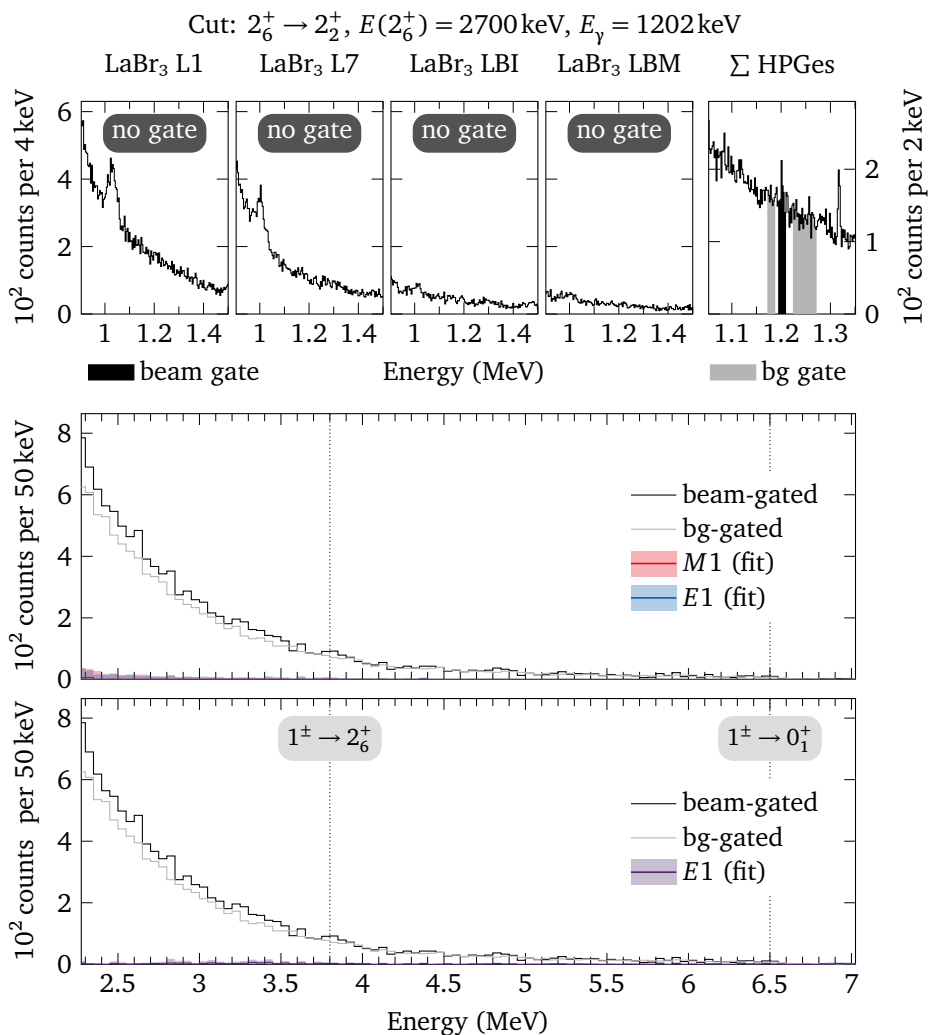 Cut: 2₆⁺ → 2₂⁺, E(2₆⁺) = 2700 keV, Eᵧ = 1202 keV
LaBr₃ L1 LaBr₃ L7 LaBr₃ LBI LaBr₃ LBM ∑ HPGes
no gate no gate no gate no gate
10² counts per 4 keV
6
4
2
0
10² counts per 2 keV
2
1
0
1 1.2 1.4 1 1.2 1.4 1 1.2 1.4 1 1.2 1.4 1.1 1.2 1.3
beam gate Energy (MeV) bg gate
10² counts per 50 keV
8
6
4
2
0
beam-gated
bg-gated
M1 (fit)
E1 (fit)
10² counts per 50 keV
8
6
4
2
0
1± → 2₆⁺ 1± → 0₁⁺
beam-gated
bg-gated
E1 (fit)
2.5 3 3.5 4 4.5 5 5.5 6 6.5 7
Energy (MeV)